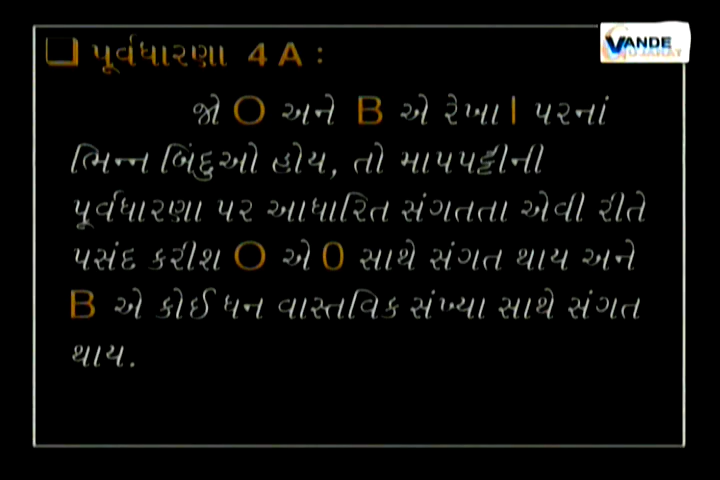 પૂર્વધારણા 4 A :
VANDE
GUJARAT
જો O અને B એ રેખા l પરનાં
ભિન્ન બિંદુઓ હોય, તો માપપટ્ટીની
પૂર્વધારણા પર આધારિત સંગતતા એવી રીતે
પસંદ કરીશ O એ 0 સાથે સંગત થાય અને
B એ કોઈ ધન વાસ્તવિક સંખ્યા સાથે સંગત
થાય.